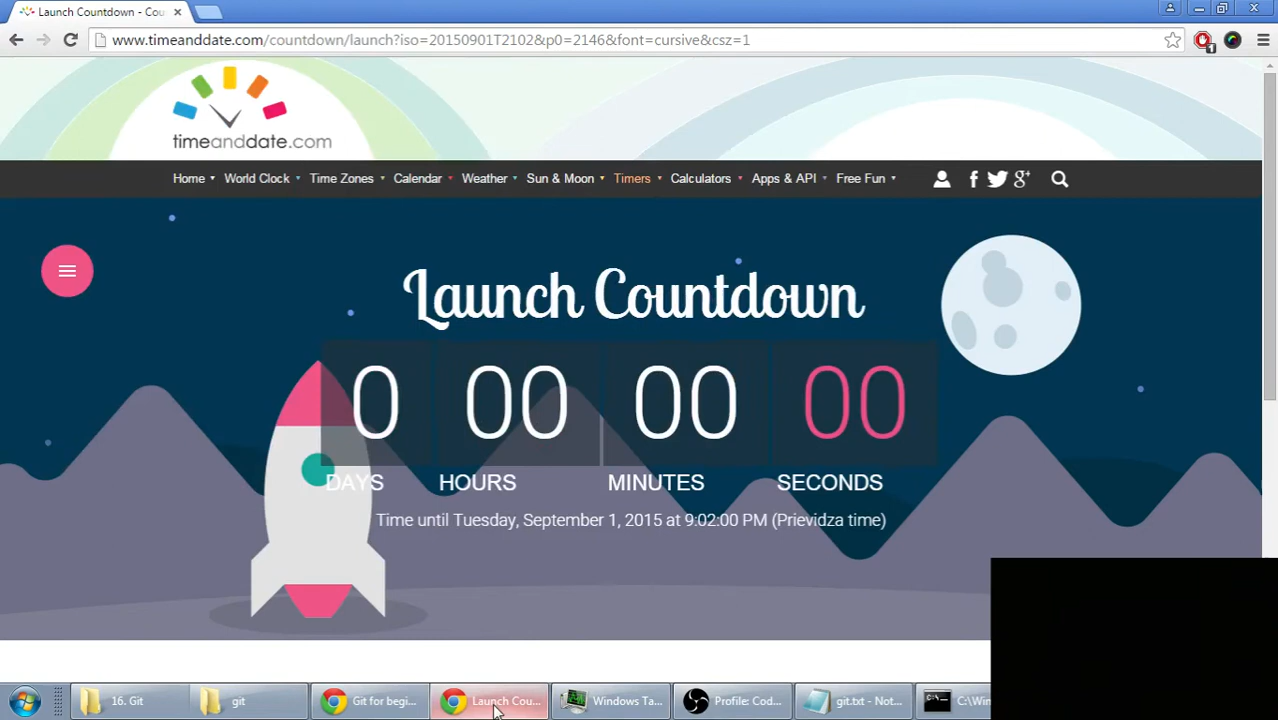 Launch Countdown - Cou
www.timeanddate.com/countdown/launch?iso=20150901T2102&p0=2146&font=cursive&csz=1
1
timeanddate.com
Home World Clock Time Zones Calendar Weather Sun & Moon Timers Calculators Apps & API Free Fun
Launch Countdown
0 00 00 00
DAYS HOURS MINUTES SECONDS
Time until Tuesday, September 1, 2015 at 9:02:00 PM (Prievidza time)
16. Git git Git for begi... Launch Cou... Windows Ta... Profile: Cod... git.txt - Not... C:\Win